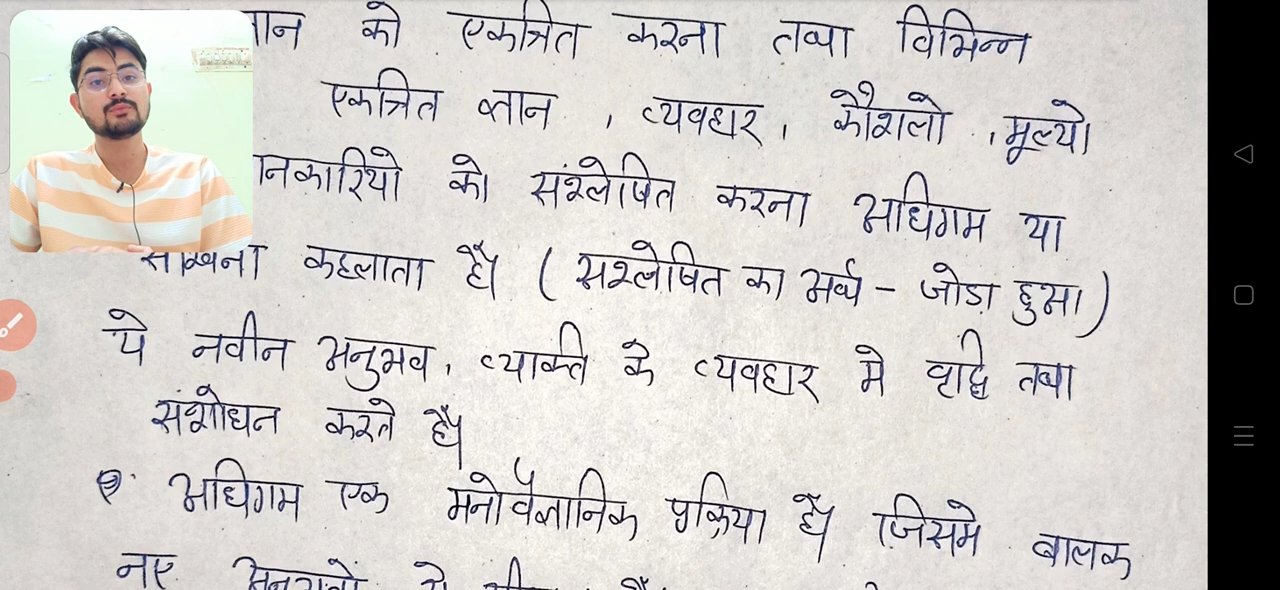 को एकत्रित करना तथा विभिन्न
एकत्रित ज्ञान , व्यवहार , कौशलो , मूल्यो
को संश्लेषित करना अधिगम या
कहलाता है ( संश्लेषित का अर्थ - जोडा हुआ )
ये नवीन अनुभव , व्यक्ति के व्यवहार मे वृद्धि तथा
संशोधन करते है
अधिगम एक मनोवैज्ञानिक प्रक्रिया है जिसमे बालक
नए